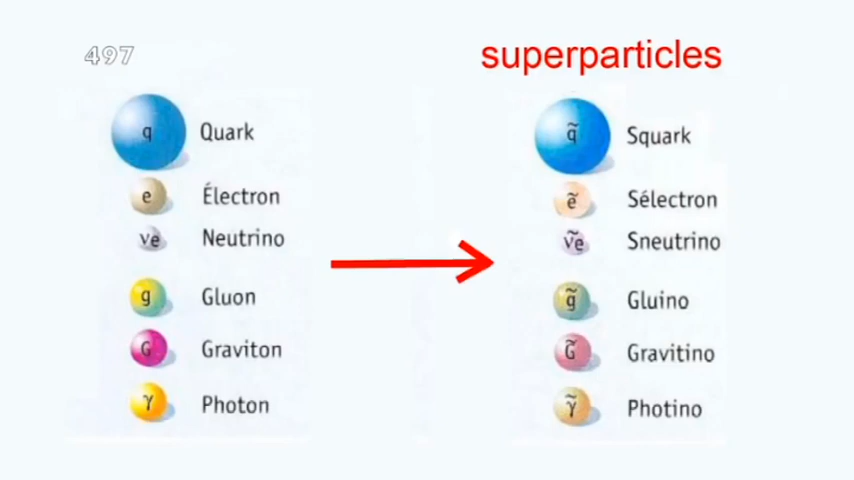 497
superparticles
q Quark
e Électron
νe Neutrino
g Gluon
G Graviton
γ Photon
q̃ Squark
ẽ Sélectron
ν̃e Sneutrino
g̃ Gluino
G̃ Gravitino
γ̃ Photino